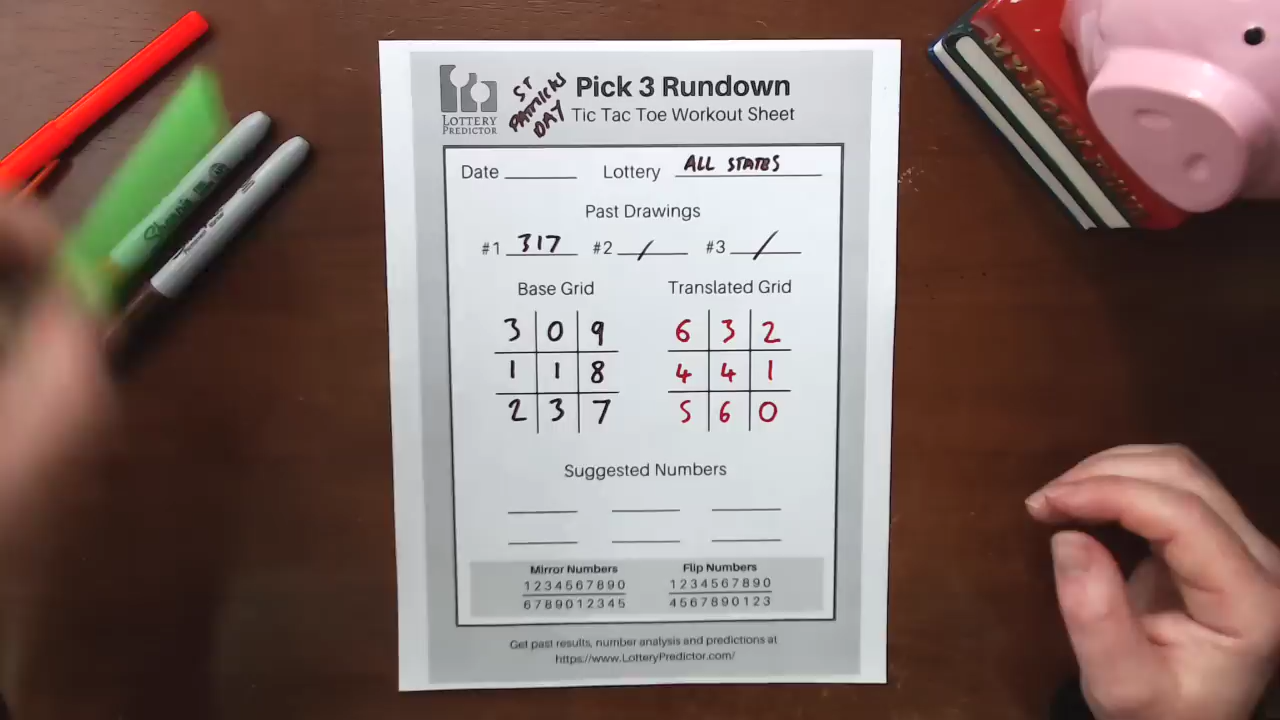 LOTTERY
PREDICTOR
ST
PATRICKS
DAY
Pick 3 Rundown
Tic Tac Toe Workout Sheet
Date Lottery ALL STATES
Past Drawings
#1 317 #2 / #3 /
Base Grid Translated Grid
3 0 9 6 3 2
1 1 8 4 4 1
2 3 7 5 6 0
Suggested Numbers
Mirror Numbers Flip Numbers
1234567890 1234567890
6789012345 4567890123
Get past results, number analysis and predictions at
https://www.LotteryPredictor.com/
Sharpie